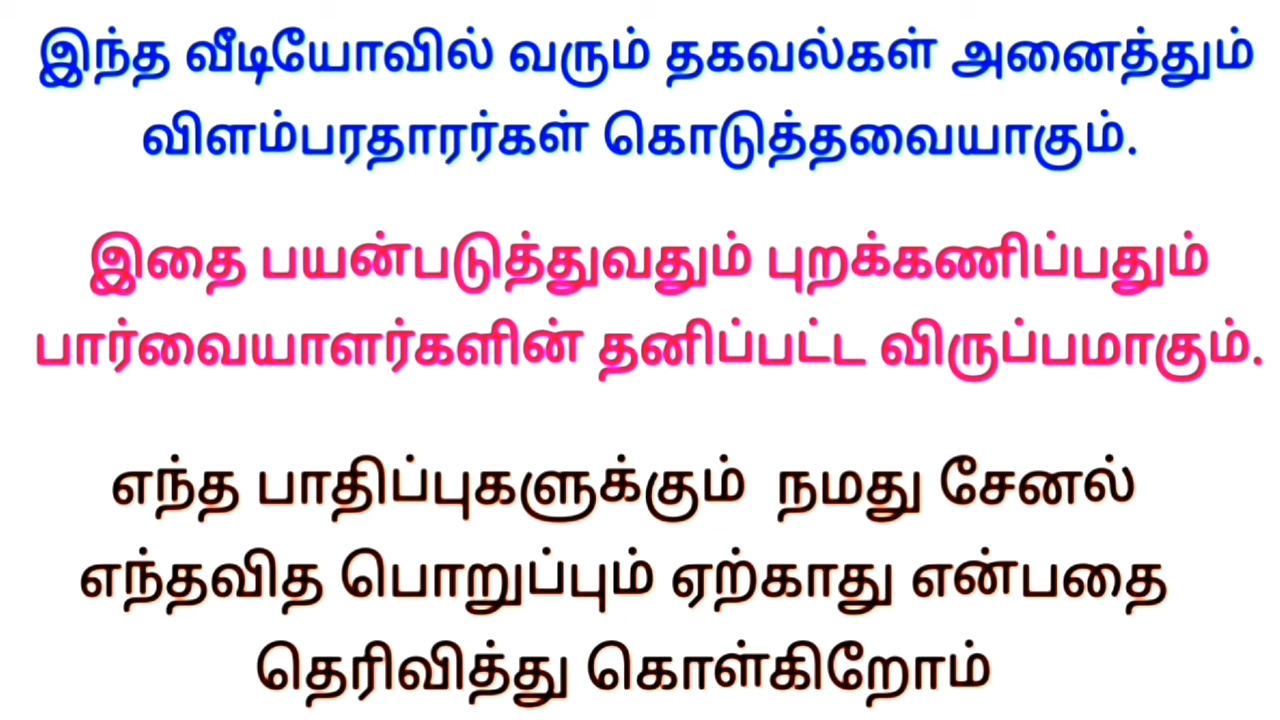 இந்த வீடியோவில் வரும் தகவல்கள் அனைத்தும்
விளம்பரதாரர்கள் கொடுத்தவையாகும்.
இதை பயன்படுத்துவதும் புறக்கணிப்பதும்
பார்வையாளர்களின் தனிப்பட்ட விருப்பமாகும்.
எந்த பாதிப்புகளுக்கும் நமது சேனல்
எந்தவித பொறுப்பும் ஏற்காது என்பதை
தெரிவித்து கொள்கிறோம்